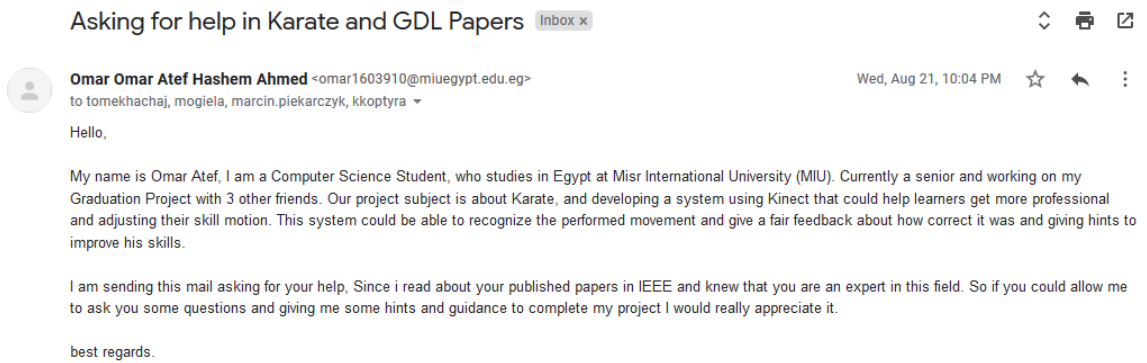 Asking for help in Karate and GDL Papers Inbox x
Omar Omar Atef Hashem Ahmed <omar1603910@miuegypt.edu.eg> Wed, Aug 21, 10:04 PM
to tomekhachaj, mogiela, marcin.piekarczyk, kkoptyra
Hello,
My name is Omar Atef, I am a Computer Science Student, who studies in Egypt at Misr International University (MIU). Currently a senior and working on my
Graduation Project with 3 other friends. Our project subject is about Karate, and developing a system using Kinect that could help learners get more professional
and adjusting their skill motion. This system could be able to recognize the performed movement and give a fair feedback about how correct it was and giving hints to
improve his skills.
I am sending this mail asking for your help, Since i read about your published papers in IEEE and knew that you are an expert in this field. So if you could allow me
to ask you some questions and giving me some hints and guidance to complete my project I would really appreciate it.
best regards.